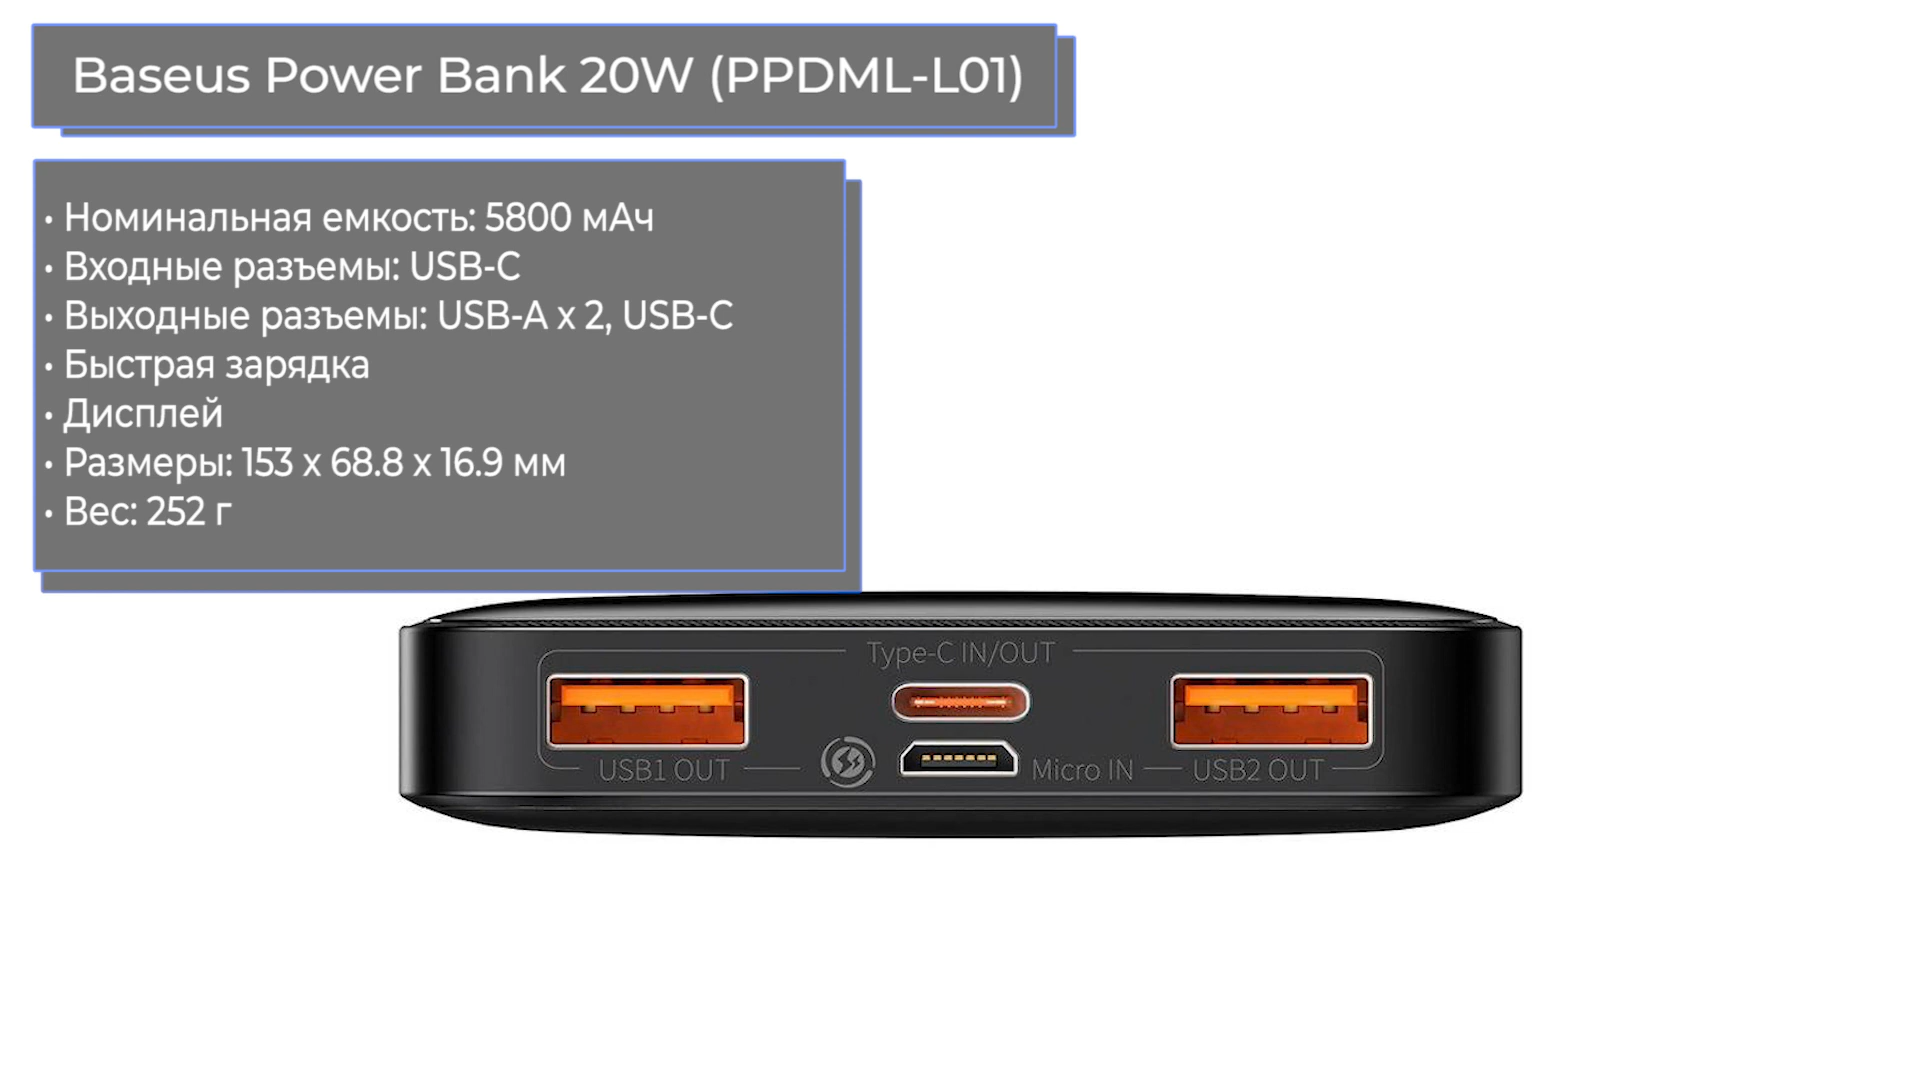 Baseus Power Bank 20W (PPDML-L01)
• Номинальная емкость: 5800 мАч
• Входные разъемы: USB-C
• Выходные разъемы: USB-A x 2, USB-C
• Быстрая зарядка
• Дисплей
• Размеры: 153 x 68.8 x 16.9 мм
• Вес: 252 г
Type-C IN/OUT
USB1 OUT
Micro IN
USB2 OUT